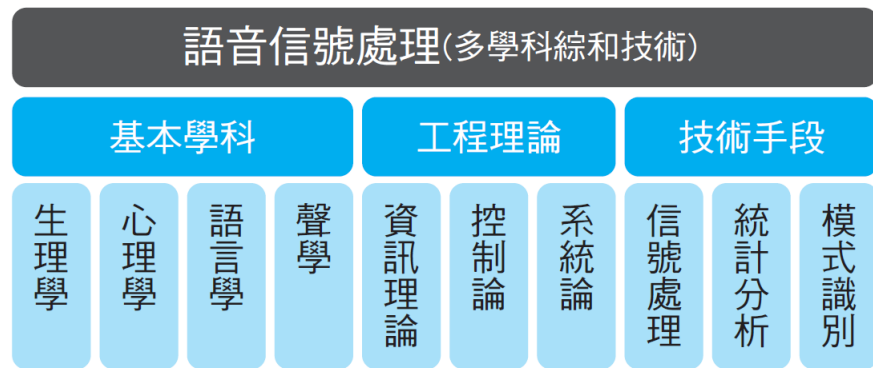 語音信號處理(多學科綜和技術)
基本學科
工程理論
技術手段
生理學
心理學
語言學
聲學
資訊理論
控制論
系統論
信號處理
統計分析
模式識別